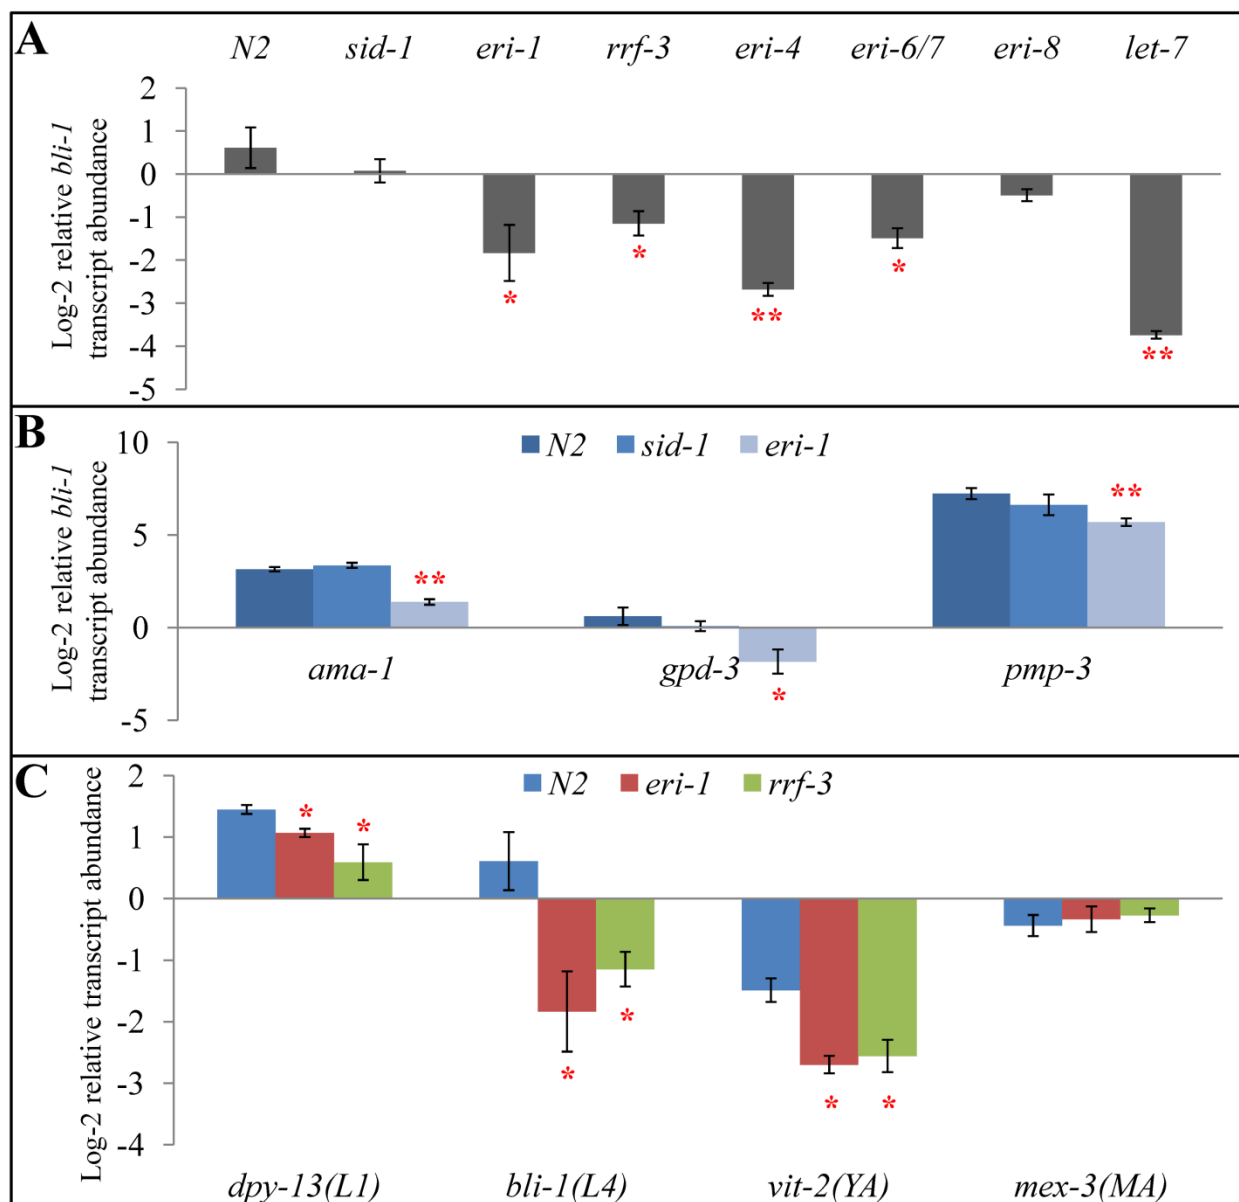 A
N2 sid-1 eri-1 rrf-3 eri-4 eri-6/7 eri-8 let-7
Log-2 relative bli-1
transcript abundance
2
1
0
-1
-2
-3
-4
-5
* * ** * **
B
N2 sid-1 eri-1
Log-2 relative bli-1
transcript abundance
10
5
0
-5
** * **
ama-1 gpd-3 pmp-3
C
N2 eri-1 rrf-3
Log-2 relative transcript abundance
2
1
0
-1
-2
-3
-4
* * * * * *
dpy-13(L1) bli-1(L4) vit-2(YA) mex-3(MA)